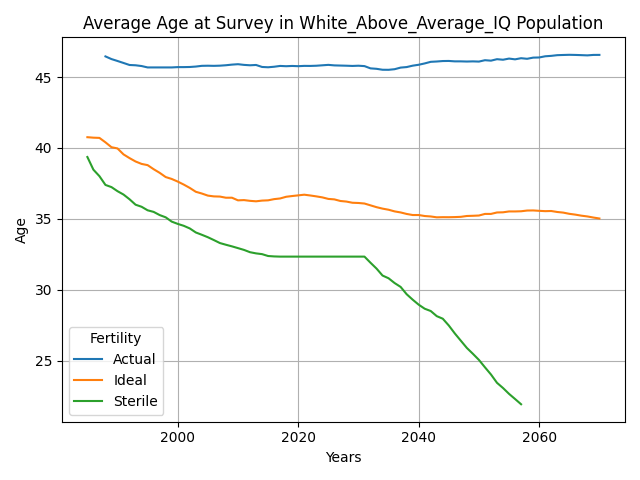 Average Age at Survey in White_Above_Average_IQ Population
Age
45
40
35
30
25
Fertility
Actual
Ideal
Sterile
2000
2020
2040
2060
Years